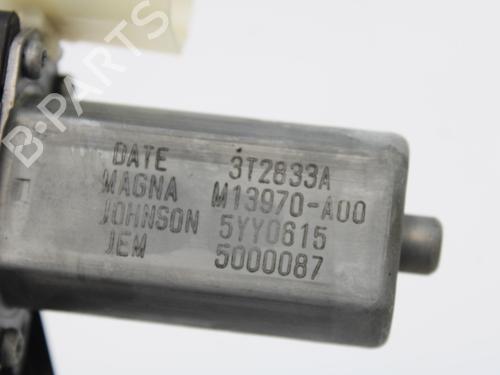 B-PARTS
DATE 3T2833A
MAGNA M13970-A00
JOHNSON 5YY0615
JEM 5000087